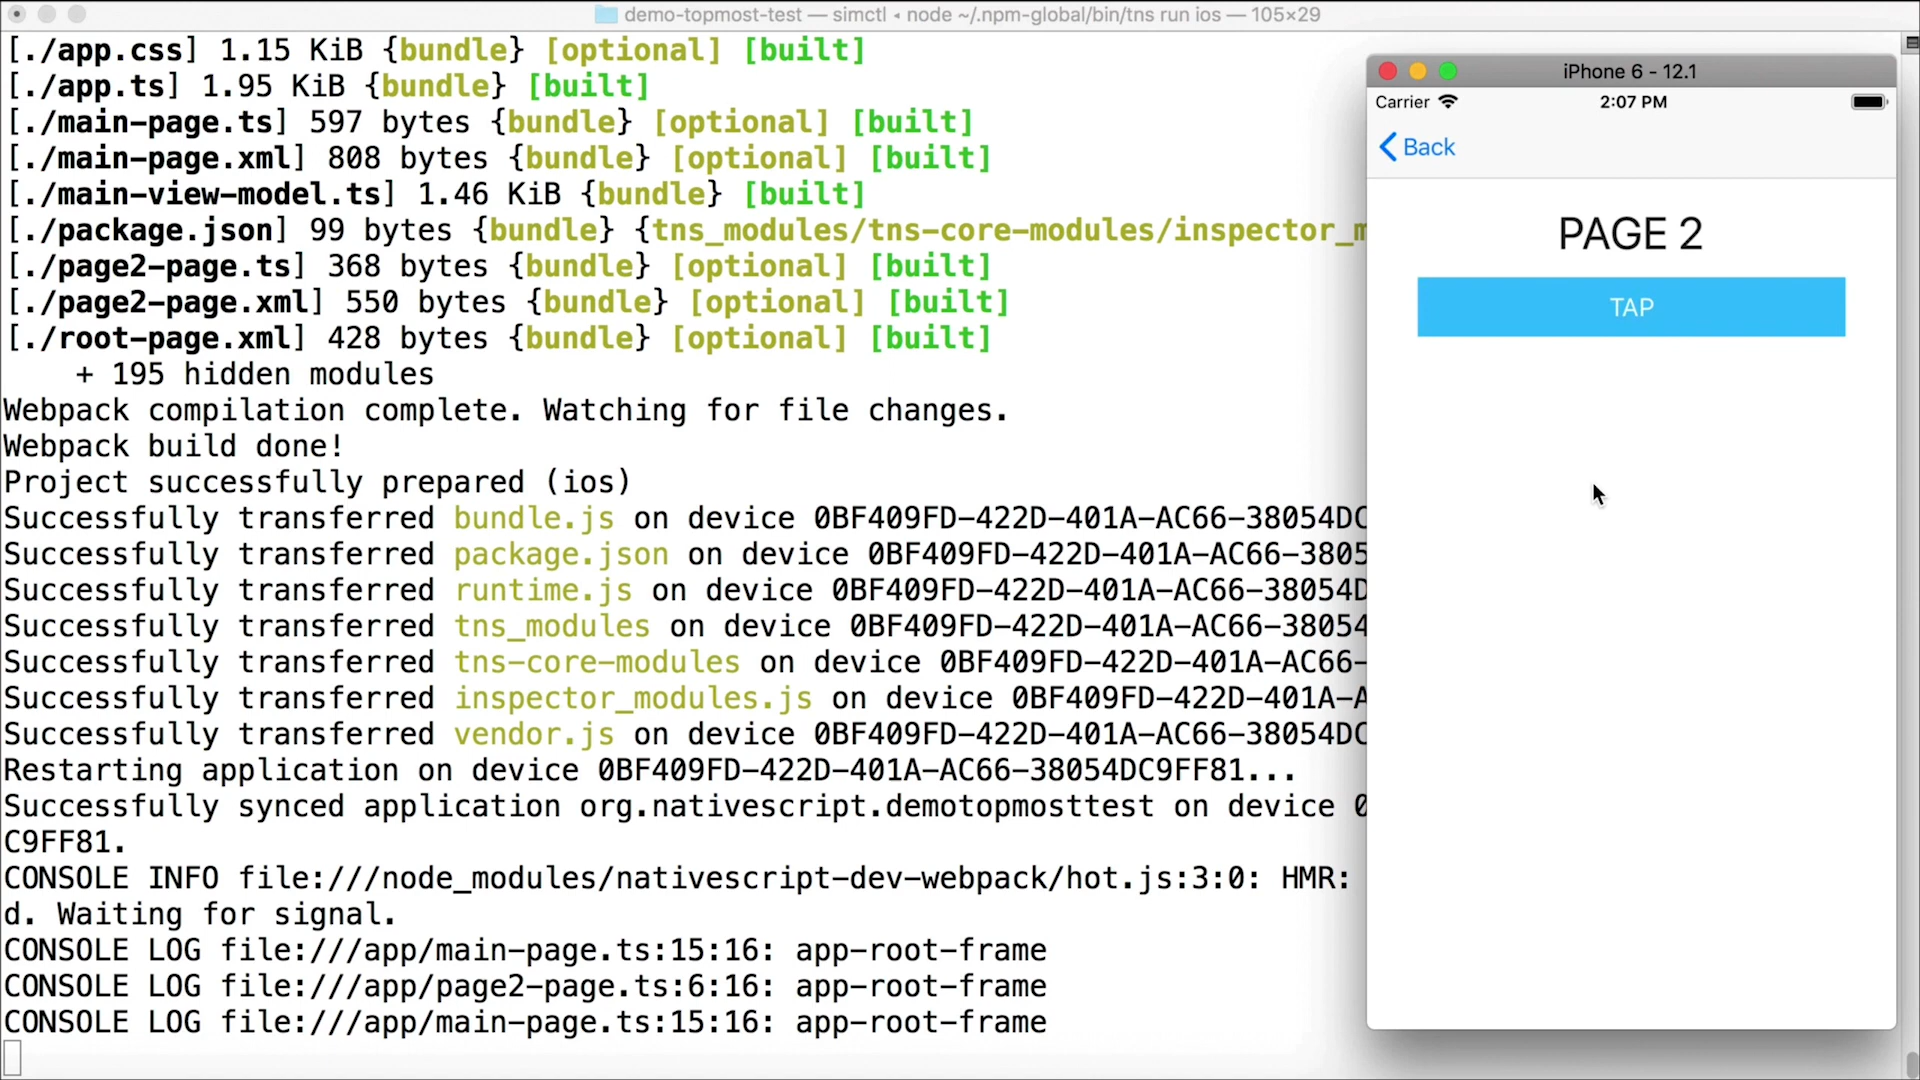 demo-topmost-test — simctl ◂ node ~/.npm-global/bin/tns run ios — 105×29
[./app.css] 1.15 KiB {bundle} [optional] [built]
[./app.ts] 1.95 KiB {bundle} [built]
[./main-page.ts] 597 bytes {bundle} [optional] [built]
[./main-page.xml] 808 bytes {bundle} [optional] [built]
[./main-view-model.ts] 1.46 KiB {bundle} [built]
[./package.json] 99 bytes {bundle} {tns_modules/tns-core-modules/inspector_m
[./page2-page.ts] 368 bytes {bundle} [optional] [built]
[./page2-page.xml] 550 bytes {bundle} [optional] [built]
[./root-page.xml] 428 bytes {bundle} [optional] [built]
+ 195 hidden modules
Webpack compilation complete. Watching for file changes.
Webpack build done!
Project successfully prepared (ios)
Successfully transferred bundle.js on device 0BF409FD-422D-401A-AC66-38054DC
Successfully transferred package.json on device 0BF409FD-422D-401A-AC66-3805
Successfully transferred runtime.js on device 0BF409FD-422D-401A-AC66-38054D
Successfully transferred tns_modules on device 0BF409FD-422D-401A-AC66-38054
Successfully transferred tns-core-modules on device 0BF409FD-422D-401A-AC66-
Successfully transferred inspector_modules.js on device 0BF409FD-422D-401A-A
Successfully transferred vendor.js on device 0BF409FD-422D-401A-AC66-38054DC
Restarting application on device 0BF409FD-422D-401A-AC66-38054DC9FF81...
Successfully synced application org.nativescript.demotopmosttest on device 0
C9FF81.
CONSOLE INFO file:///node_modules/nativescript-dev-webpack/hot.js:3:0: HMR:
d. Waiting for signal.
CONSOLE LOG file:///app/main-page.ts:15:16: app-root-frame
CONSOLE LOG file:///app/page2-page.ts:6:16: app-root-frame
CONSOLE LOG file:///app/main-page.ts:15:16: app-root-frame
iPhone 6 - 12.1
Carrier 2:07 PM
Back
PAGE 2
TAP